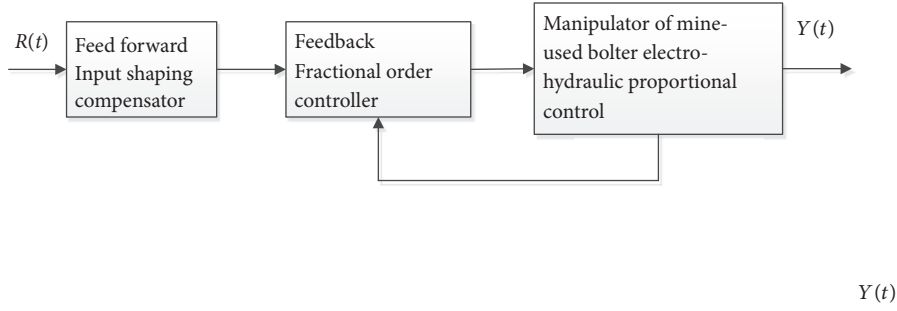 R(t)
Feed forward
Input shaping
compensator
Feedback
Fractional order
controller
Manipulator of mine-
used bolter electro-
hydraulic proportional
control
Y(t)
Y(t)